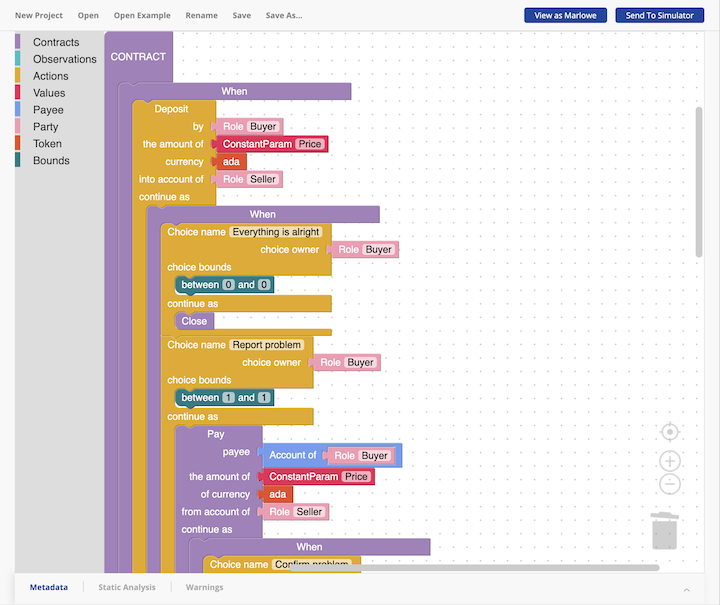 New Project Open Open Example Rename Save Save As... View as Marlowe Send To Simulator
Contracts
Observations
Actions
Values
Payee
Party
Token
Bounds
CONTRACT
When
Deposit
by Role Buyer
the amount of ConstantParam Price
currency ada
into account of Role Seller
continue as
When
Choice name Everything is alright
choice owner Role Buyer
choice bounds
between 0 and 0
continue as
Close
Choice name Report problem
choice owner Role Buyer
choice bounds
between 1 and 1
continue as
Pay
payee Account of Role Buyer
the amount of ConstantParam Price
of currency ada
from account of Role Seller
continue as
When
Choice name Confirm problem
Metadata Static Analysis Warnings